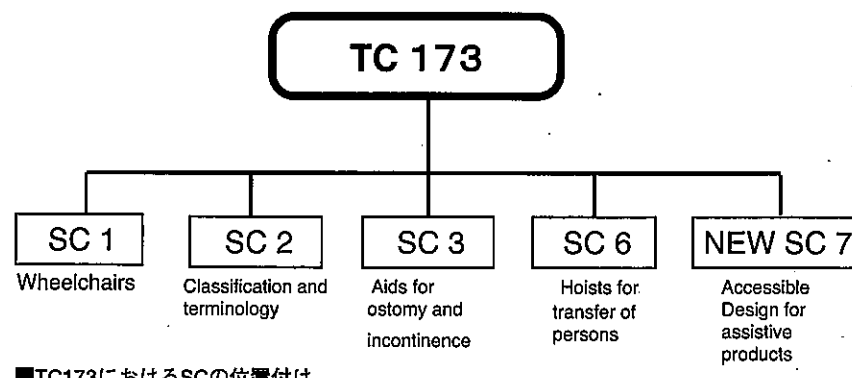 TC 173
SC 1
SC 2
SC 3
SC 6
NEW SC 7
Wheelchairs
Classification and
terminology
Aids for
ostomy and
incontinence
Hoists for
transfer of
persons
Accessible
Design for
assistive
products
■TC173におけるSCの位置付け